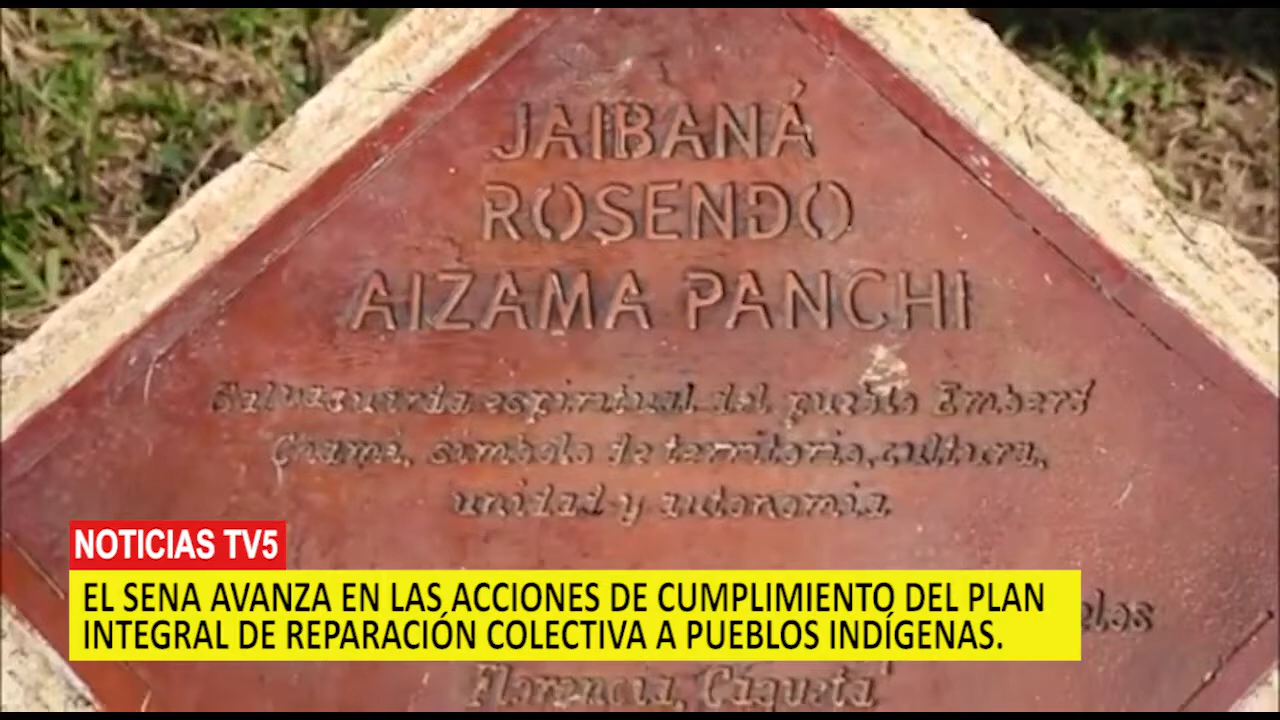 JAIBANÁ
ROSENDO
AIZAMA PANCHI
Salvaguardia espiritual del pueblo Emberá
Chamí, símbolo de territorio, cultura,
unidad y autonomía.
NOTICIAS TV5
EL SENA AVANZA EN LAS ACCIONES DE CUMPLIMIENTO DEL PLAN
INTEGRAL DE REPARACIÓN COLECTIVA A PUEBLOS INDÍGENAS.
Florencia, Caquetá